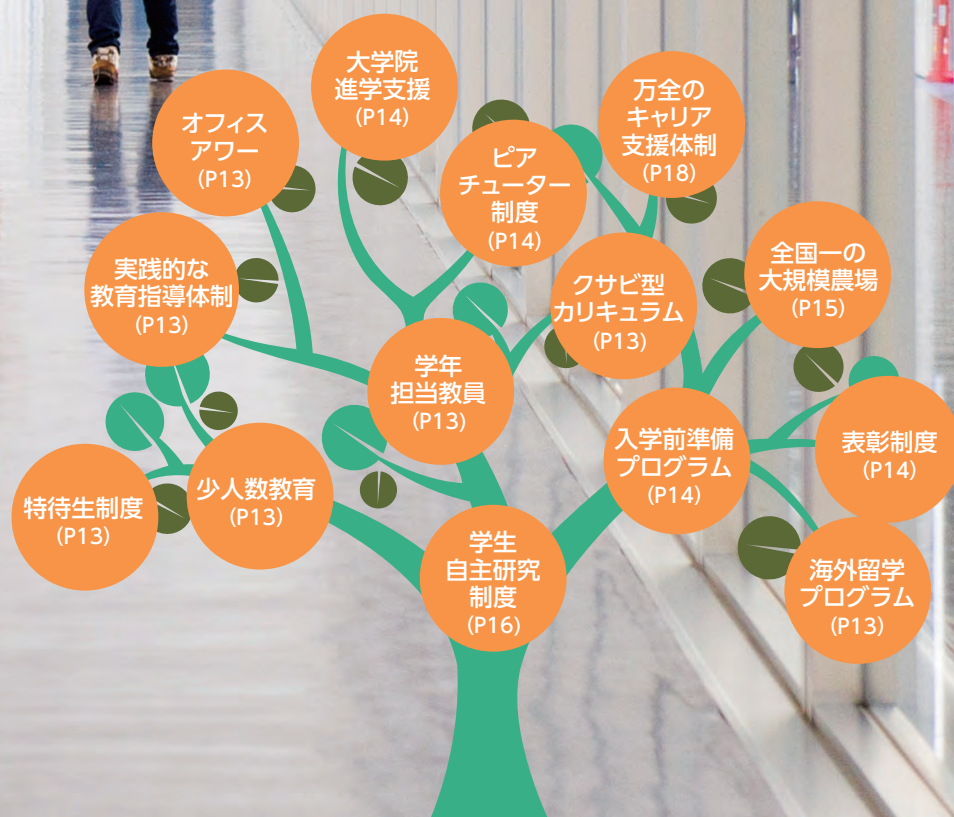 大学院
進学支援
(P14)
万全の
キャリア
支援体制
(P18)
オフィス
アワー
(P13)
ピア
チューター
制度
(P14)
実践的な
教育指導体制
(P13)
クサビ型
カリキュラム
(P13)
全国一の
大規模農場
(P15)
学年
担当教員
(P13)
入学前準備
プログラム
(P14)
表彰制度
(P14)
特待生制度
(P13)
少人数教育
(P13)
学生
自主研究
制度
(P16)
海外留学
プログラム
(P13)